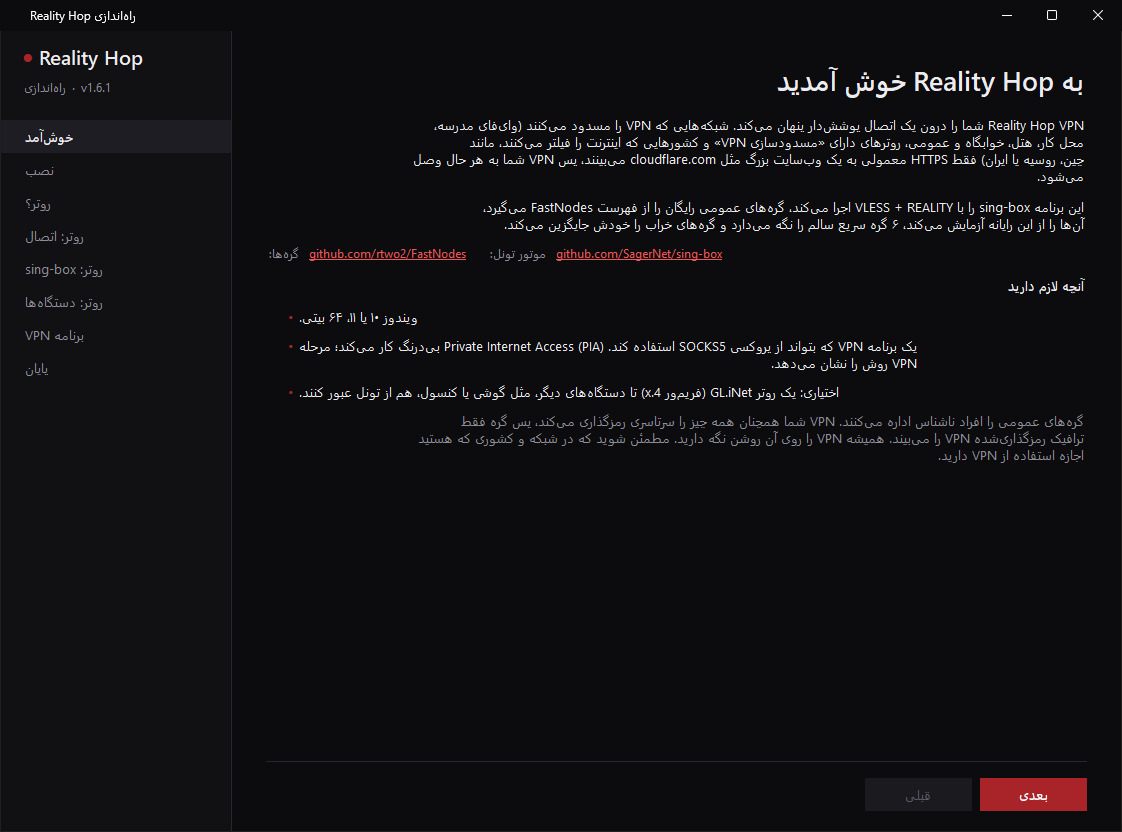 راه‌اندازی Reality Hop
Reality Hop
راه‌اندازی · v1.6.1
خوش‌آمد
نصب
روتر؟
روتر: اتصال
روتر: sing-box
روتر: دستگاه‌ها
برنامه VPN
پایان
به Reality Hop خوش آمدید
Reality Hop VPN شما را درون یک اتصال پوشش‌دار پنهان می‌کند. شبکه‌هایی که VPN را مسدود می‌کنند (وای‌فای مدرسه،
محل کار، هتل، خوابگاه و عمومی، روترهای دارای «مسدودسازی VPN» و کشورهایی که اینترنت را فیلتر می‌کنند، مانند
چین، روسیه یا ایران) فقط HTTPS معمولی به یک وب‌سایت بزرگ مثل cloudflare.com می‌بینند، پس VPN شما به هر حال وصل
می‌شود.
این برنامه sing-box را با VLESS + REALITY اجرا می‌کند، گره‌های عمومی رایگان را از فهرست FastNodes می‌گیرد،
آن‌ها را از این رایانه آزمایش می‌کند، ۶ گره سریع سالم را نگه می‌دارد و گره‌های خراب را خودش جایگزین می‌کند.
گره‌ها: github.com/rtwo2/FastNodes موتور تونل: github.com/SagerNet/sing-box
آنچه لازم دارید
• ویندوز ۱۰ یا ۱۱، ۶۴ بیتی.
• یک برنامه VPN که بتواند از پروکسی SOCKS5 استفاده کند. Private Internet Access (PIA) بی‌درنگ کار می‌کند؛ مرحله
VPN روش را نشان می‌دهد.
• اختیاری: یک روتر GL.iNet (فریم‌ور 4.x) تا دستگاه‌های دیگر، مثل گوشی یا کنسول، هم از تونل عبور کنند.
گره‌های عمومی را افراد ناشناس اداره می‌کنند. VPN شما همچنان همه چیز را سرتاسری رمزگذاری می‌کند، پس گره فقط
ترافیک رمزگذاری‌شده VPN را می‌بیند. همیشه VPN را روی آن روشن نگه دارید. مطمئن شوید که در شبکه و کشوری که هستید
اجازه استفاده از VPN دارید.
قبلی
بعدی